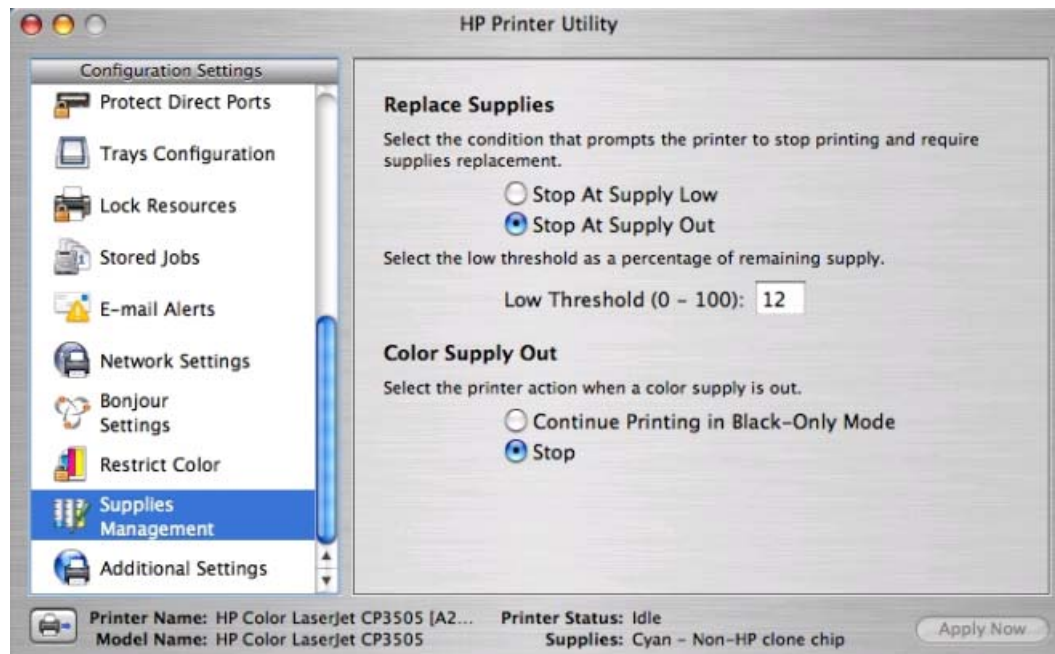 HP Printer Utility
Configuration Settings
Protect Direct Ports
Trays Configuration
Lock Resources
Stored Jobs
E-mail Alerts
Network Settings
Bonjour
Settings
Restrict Color
Supplies
Management
Additional Settings
Replace Supplies
Select the condition that prompts the printer to stop printing and require
supplies replacement.
Stop At Supply Low
Stop At Supply Out
Select the low threshold as a percentage of remaining supply.
Low Threshold (0 – 100): 12
Color Supply Out
Select the printer action when a color supply is out.
Continue Printing in Black-Only Mode
Stop
Printer Name: HP Color LaserJet CP3505 [A2...
Model Name: HP Color LaserJet CP3505
Printer Status: Idle
Supplies: Cyan – Non-HP clone chip
Apply Now